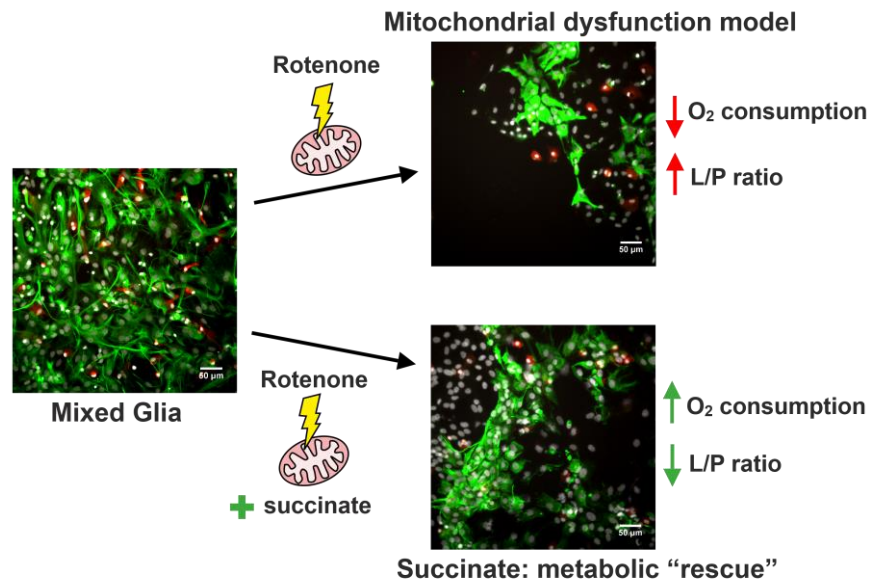 Mitochondrial dysfunction model
Rotenone
50 µm
↓ O₂ consumption
↑ L/P ratio
50 µm
Mixed Glia
Rotenone
+ succinate
50 µm
↑ O₂ consumption
↓ L/P ratio
Succinate: metabolic “rescue”